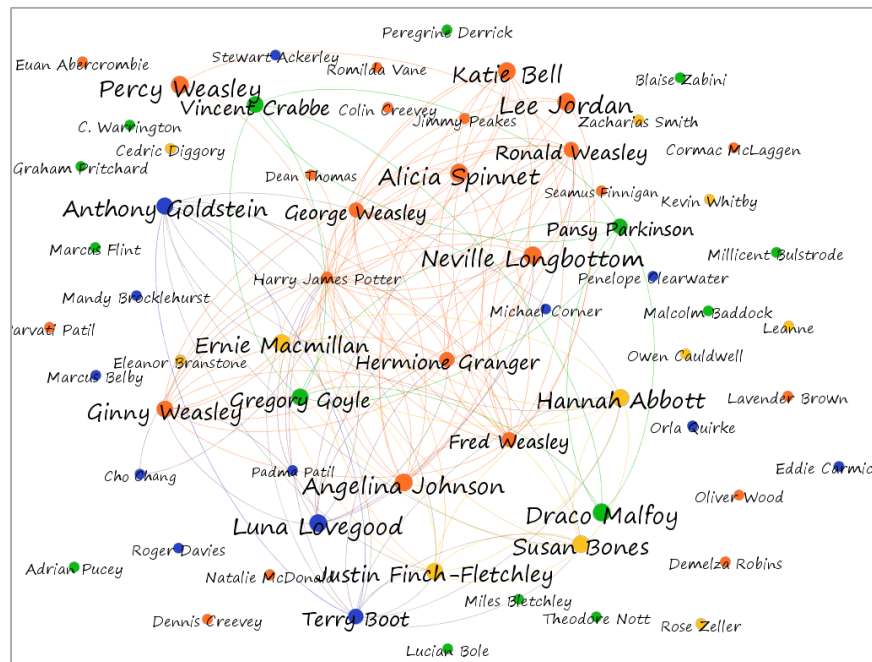 Peregrine Derrick
Stewart Ackerley
Euan Abercrombie
Romilda Vane
Katie Bell
Blaise Zabini
Percy Weasley
Vincent Crabbe
Colin Creevey
Lee Jordan
Jimmy Peakes
Zacharias Smith
C. Warrington
Cedric Diggory
Ronald Weasley
Cormac McLaggen
Graham Pritchard
Dean Thomas
Alicia Spinnet
Seamus Finnigan
Kevin Whitby
Anthony Goldstein
George Weasley
Pansy Parkinson
Marcus Flint
Neville Longbottom
Millicent Bulstrode
Harry James Potter
Penelope Clearwater
Mandy Brocklehurst
Michael Corner
Malcolm Baddock
arvati Patil
Leanne
Ernie Macmillan
Eleanor Branstone
Hermione Granger
Owen Cauldwell
Marcus Belby
Ginny Weasley
Gregory Goyle
Hannah Abbott
Lavender Brown
Fred Weasley
Orla Quirke
Cho Chang
Padma Patil
Eddie Carmic
Angelina Johnson
Oliver Wood
Luna Lovegood
Draco Malfoy
Roger Davies
Susan Bones
Adrian Pucey
Natalie McDonald
Justin Finch-Fletchley
Demelza Robins
Miles Bletchley
Dennis Creevey
Terry Boot
Theodore Nott
Rose Zeller
Lucian Bole